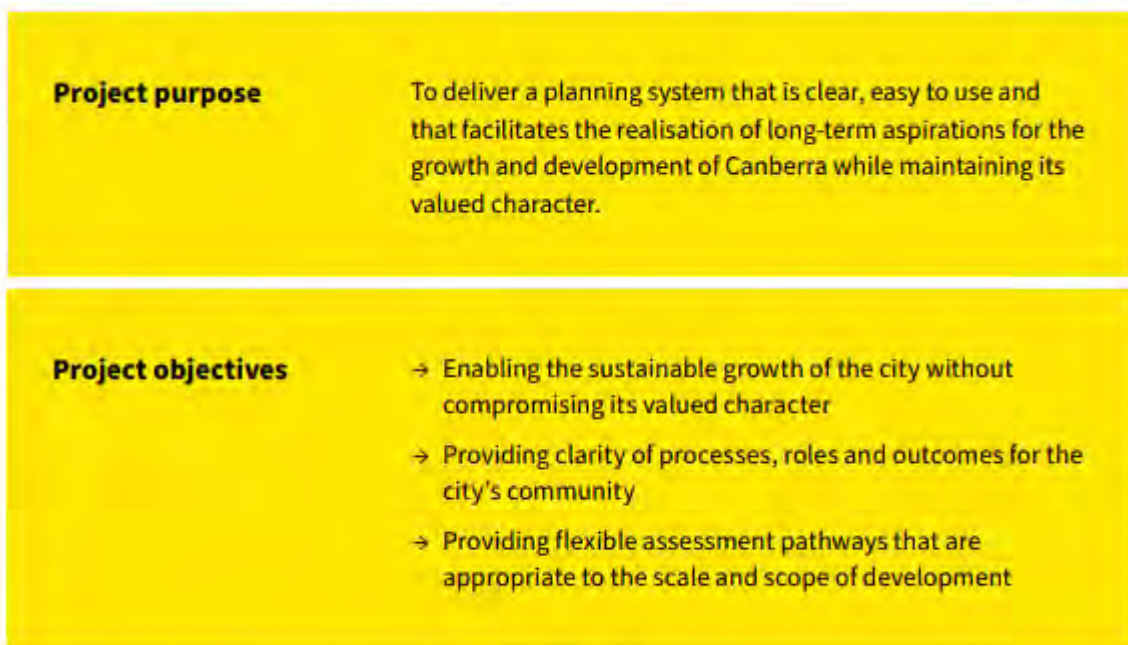 Project purpose
To deliver a planning system that is clear, easy to use and
that facilitates the realisation of long-term aspirations for the
growth and development of Canberra while maintaining its
valued character.
Project objectives
→ Enabling the sustainable growth of the city without
compromising its valued character
→ Providing clarity of processes, roles and outcomes for the
city's community
→ Providing flexible assessment pathways that are
appropriate to the scale and scope of development